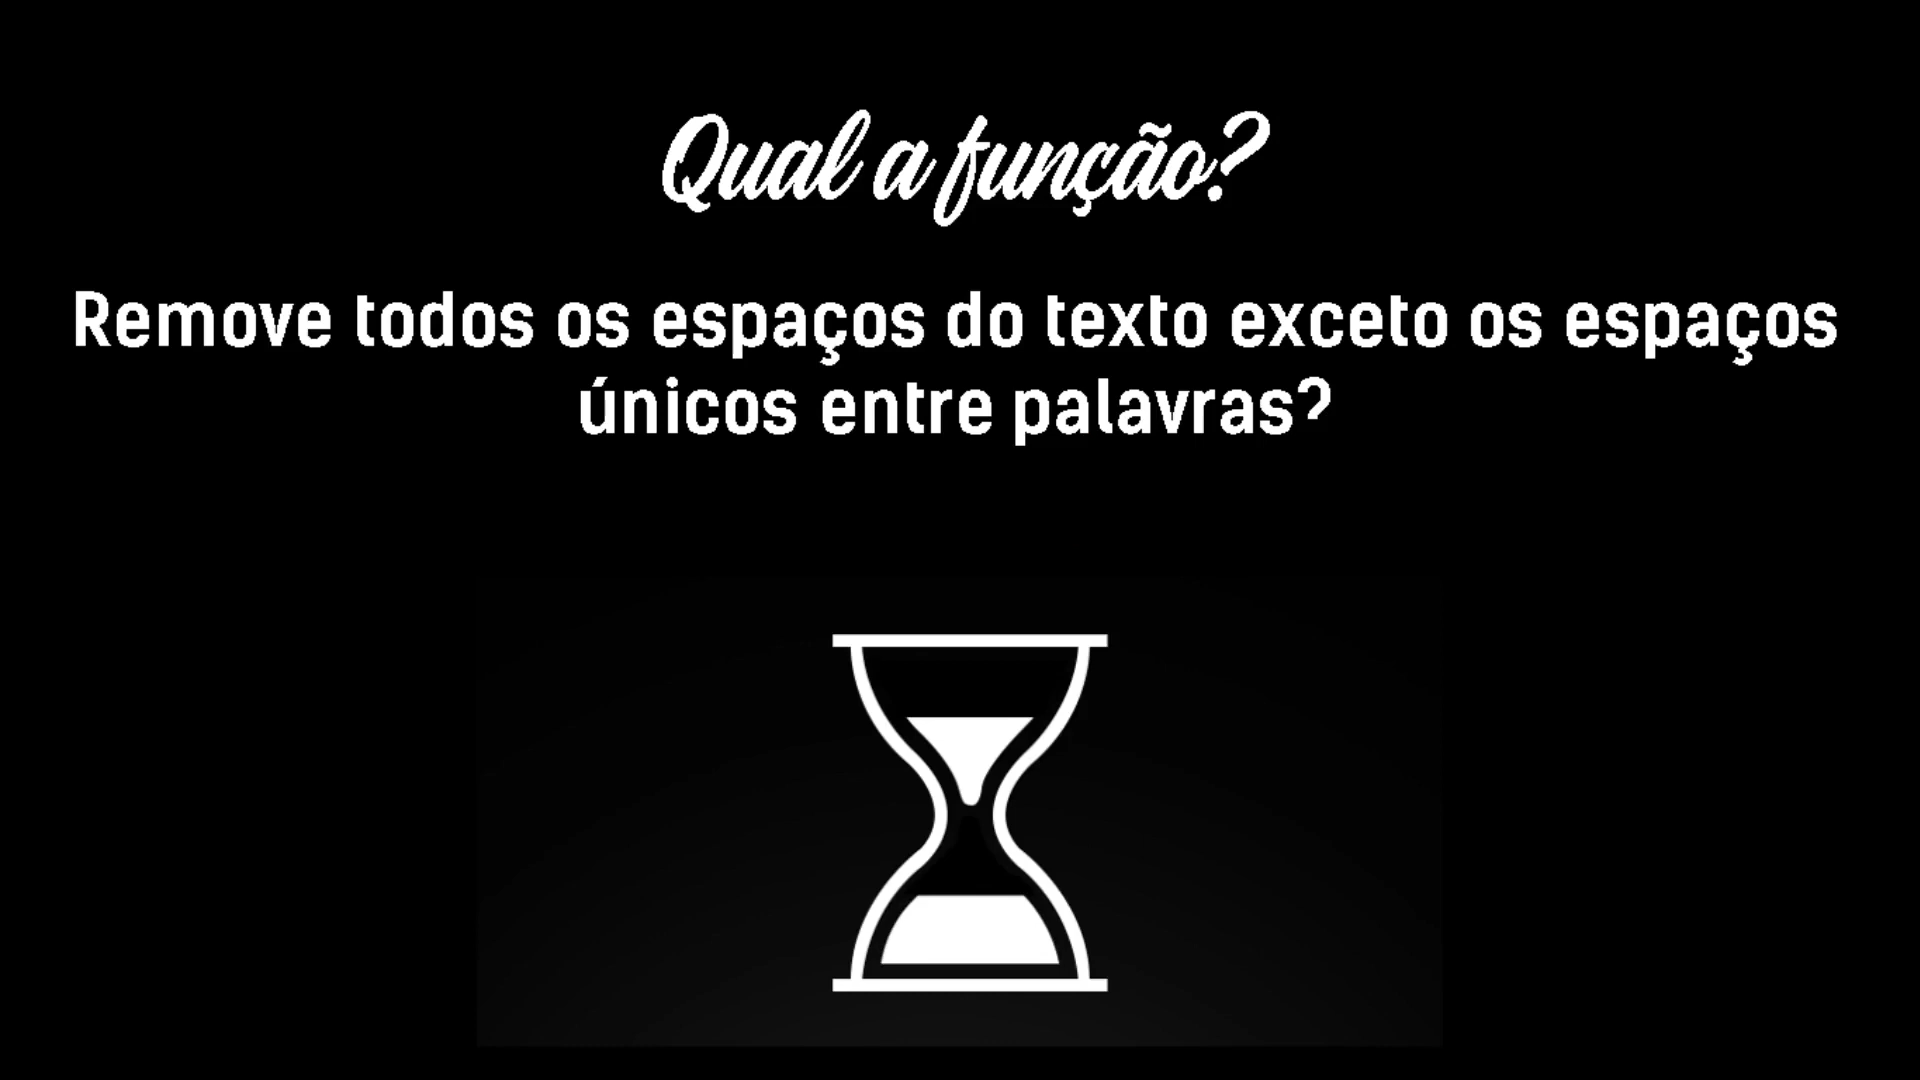 Qual a função?
Remove todos os espaços do texto exceto os espaços
únicos entre palavras?